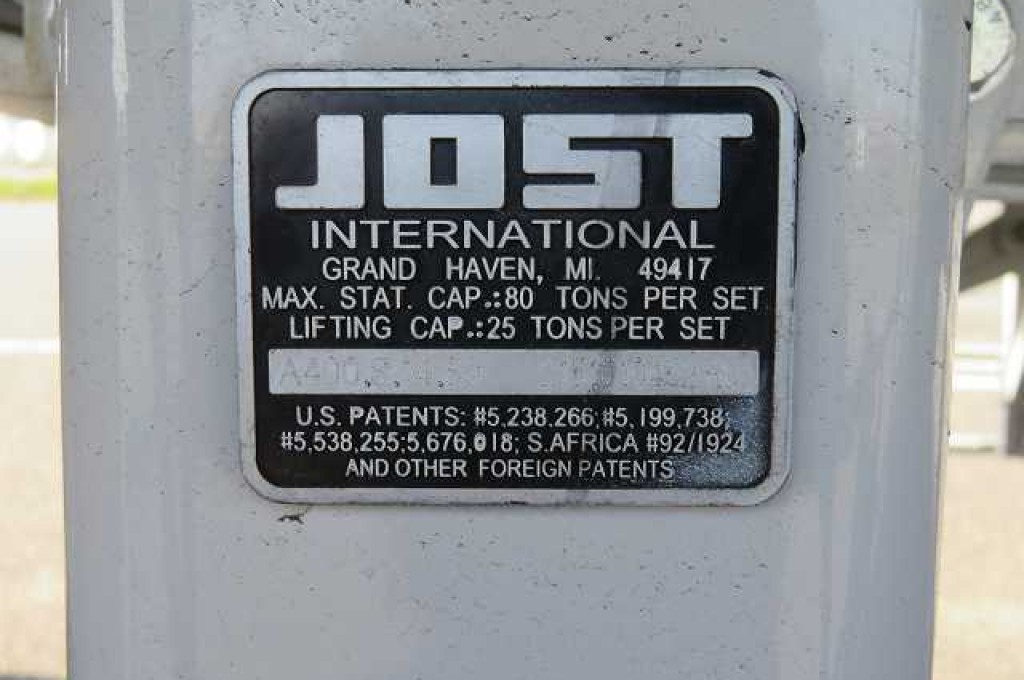 JOST
INTERNATIONAL
GRAND HAVEN, MI. 49417
MAX. STAT. CAP.:80 TONS PER SET
LIFTING CAP.:25 TONS PER SET
A400
U.S. PATENTS: #5,238.266;#5,199,738;
#5,538,255;5,676,018; S.AFRICA #92/1924
AND OTHER FOREIGN PATENTS